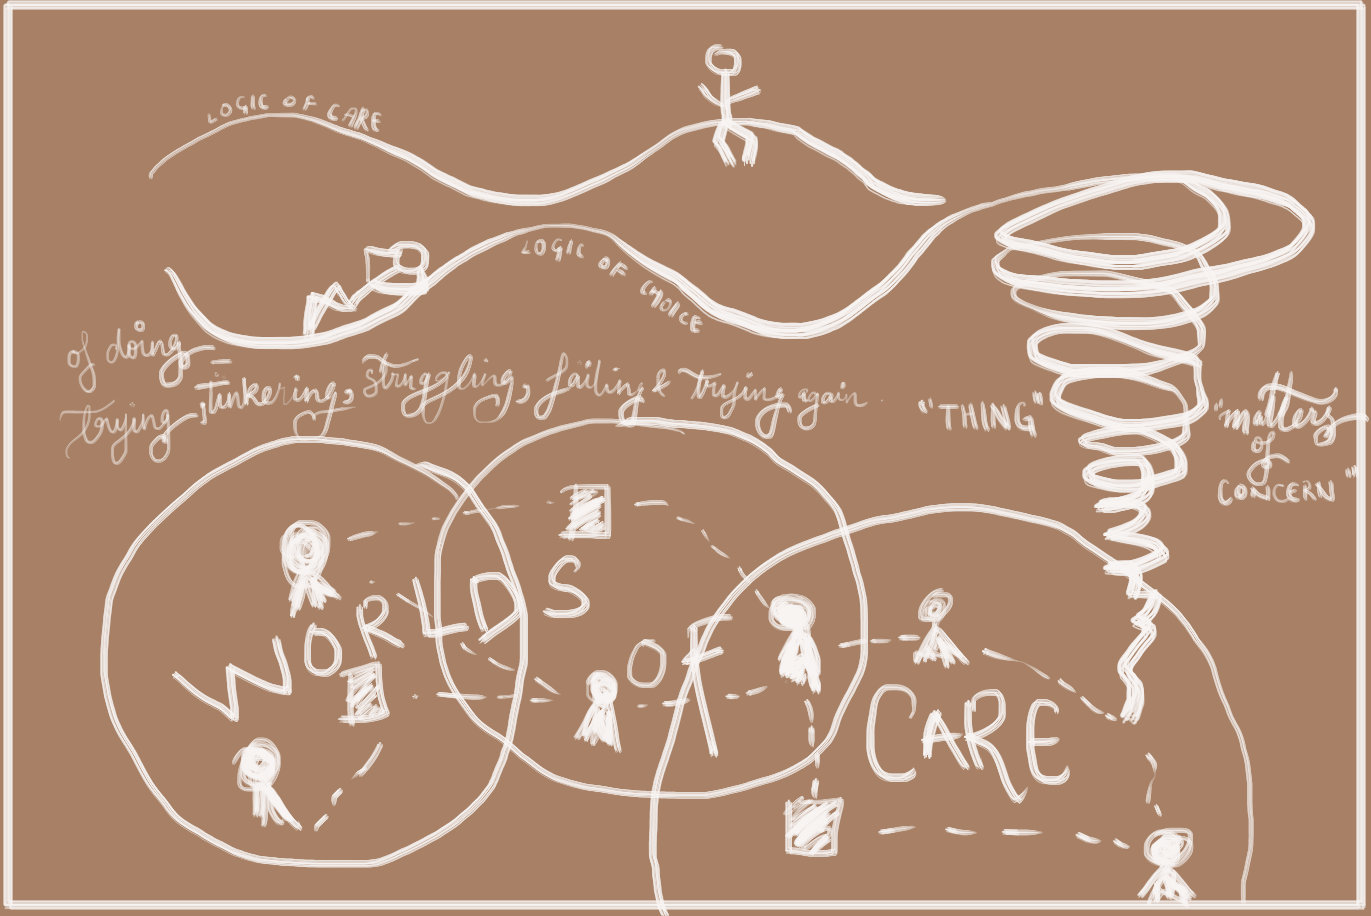 LOGIC OF CARE
LOGIC OF CHOICE
of doing –
trying –, tinkering, struggling, failing & trying again
"THING"
"matters
of
CONCERN"
WORLDS
OF
CARE